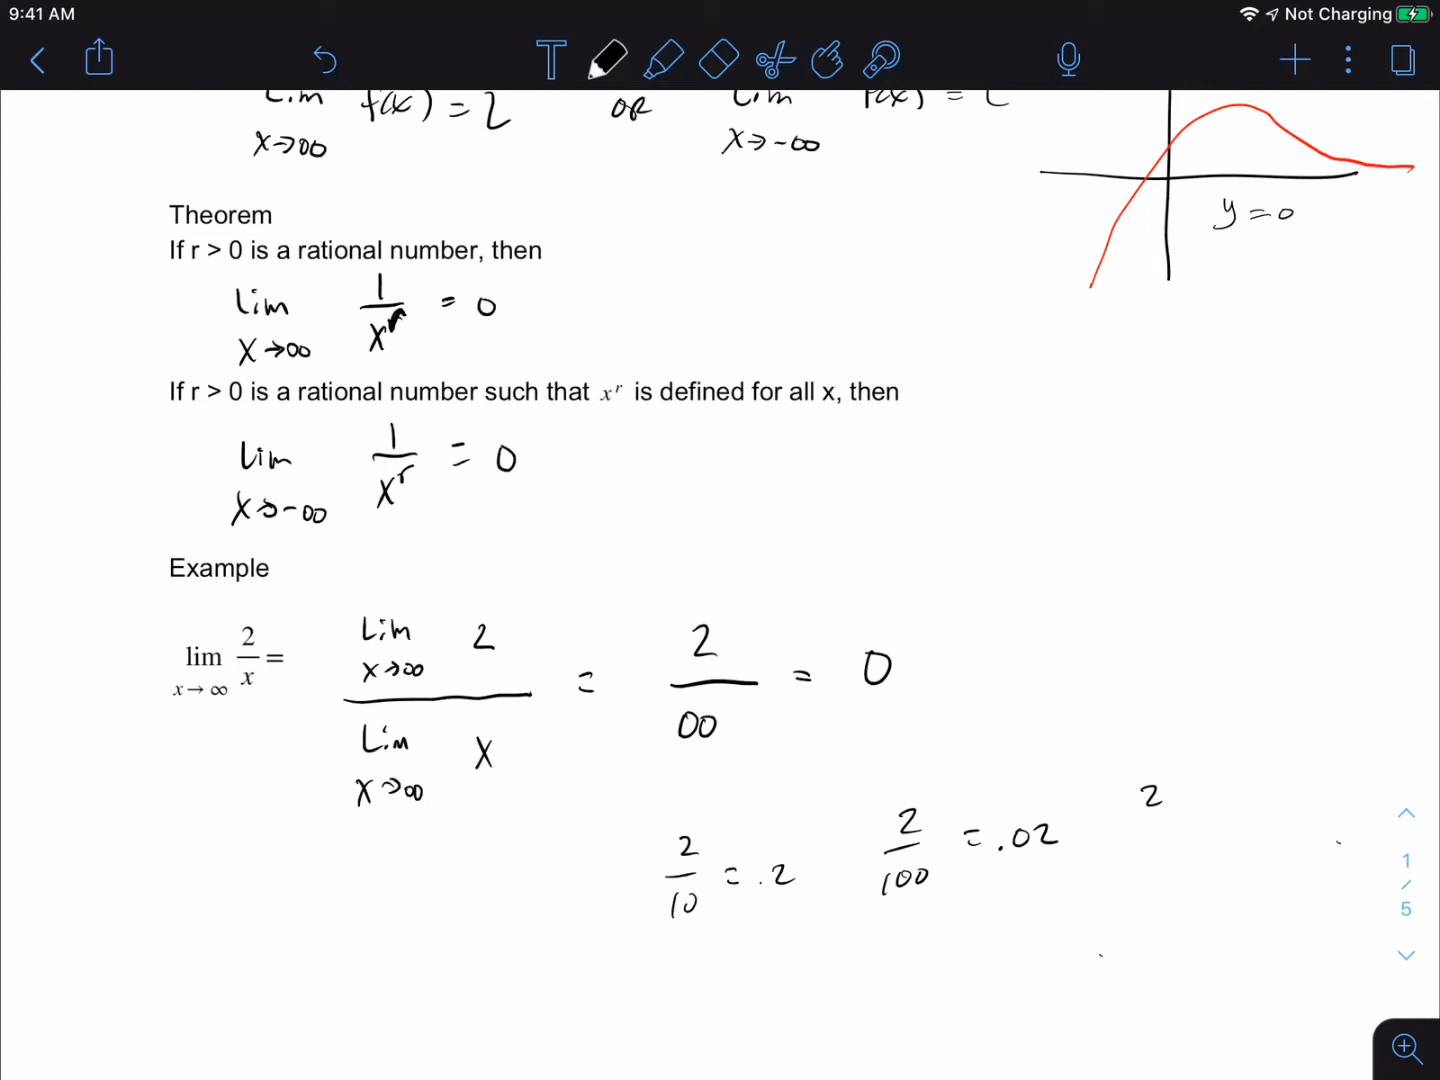 9:41 AM Not Charging
T
Lim f(x) = L OR Lim f(x) = L
x→∞ x→-∞
y = 0
Theorem
If r > 0 is a rational number, then
Lim 1/x^r = 0
x→∞
If r > 0 is a rational number such that x^r is defined for all x, then
Lim 1/x^r = 0
x→-∞
Example
lim 2/x =
x→∞
Lim 2
x→∞
Lim x
x→∞
= 2/∞ = 0
2/10 = .2 2/100 = .02 2
1
/
5